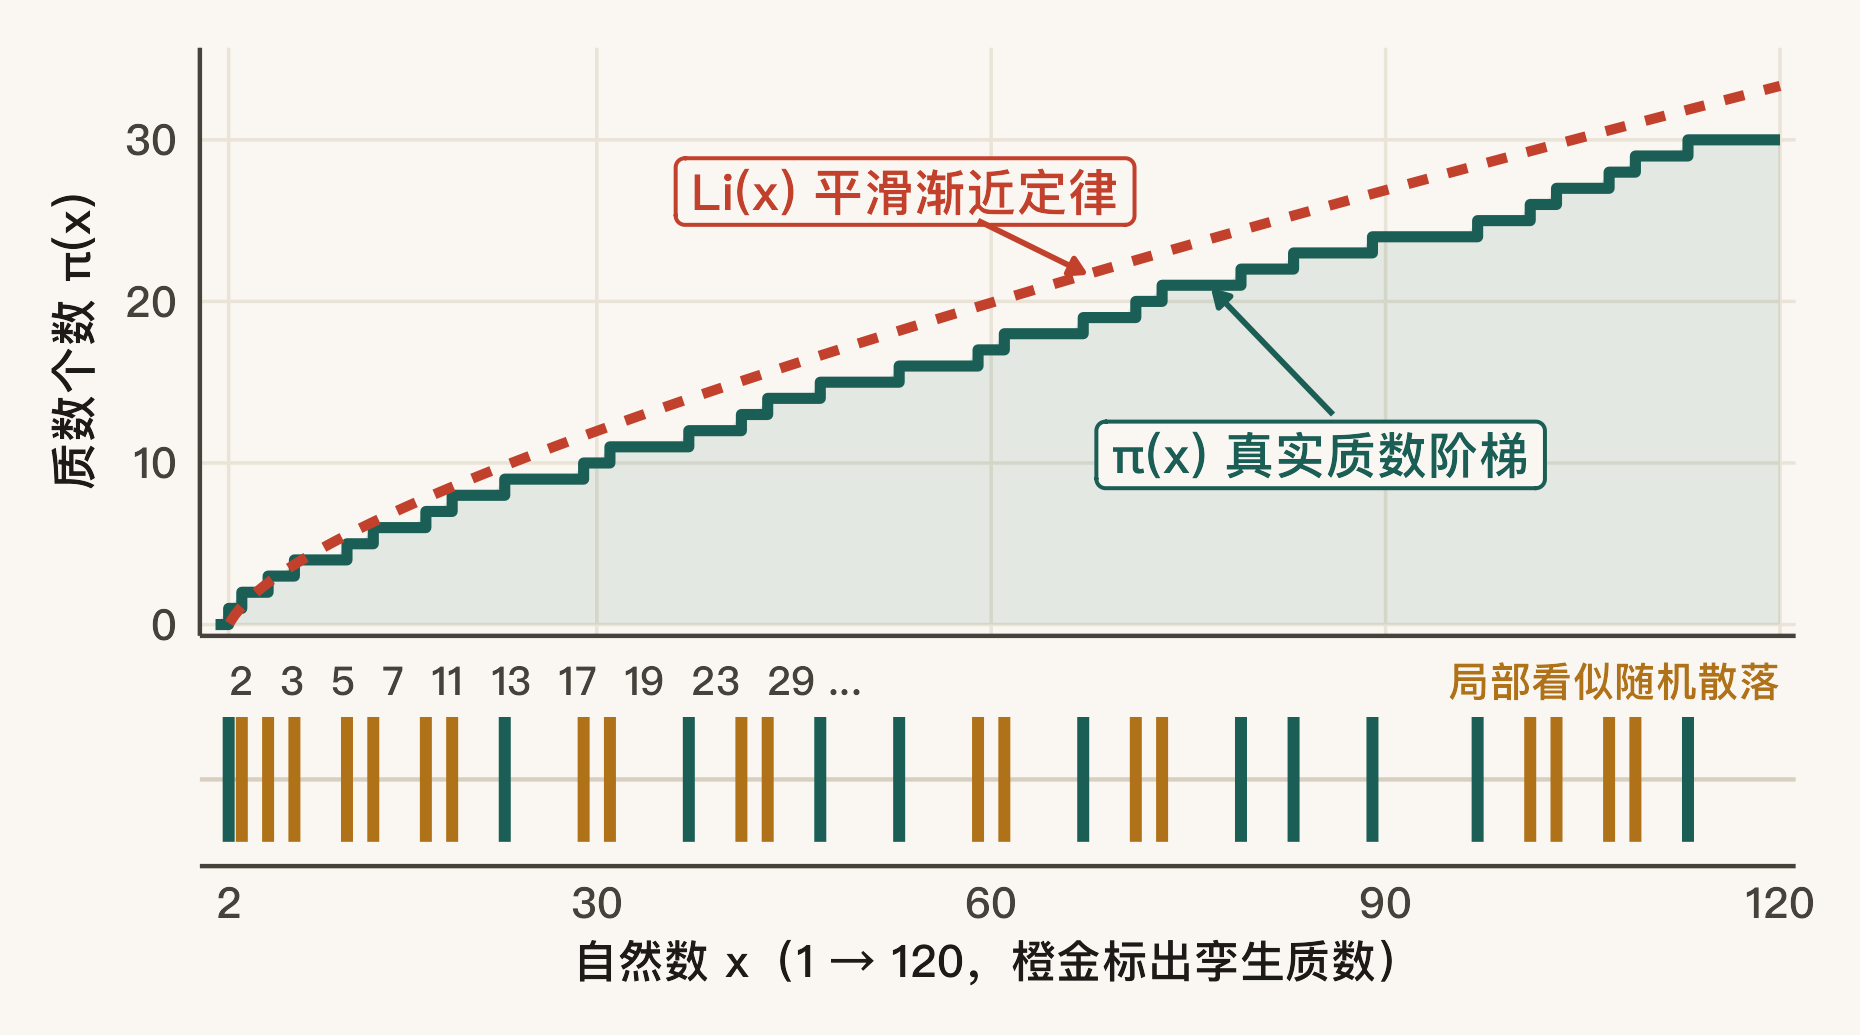 质数个数 π(x)
30
20
10
0
Li(x) 平滑渐近定律
π(x) 真实质数阶梯
2 3 5 7 11 13 17 19 23 29 ...
局部看似随机散落
2 30 60 90 120
自然数 x（1 → 120，橙金标出孪生质数）